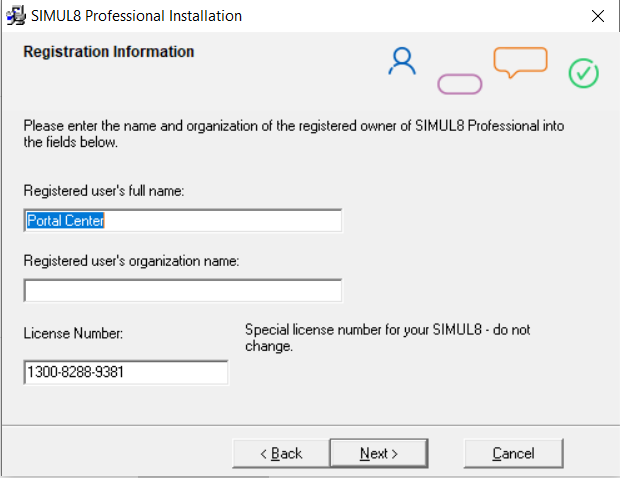 SIMUL8 Professional Installation
Registration Information
Please enter the name and organization of the registered owner of SIMUL8 Professional into
the fields below.
Registered user's full name:
Portal Center
Registered user's organization name:
License Number:
Special license number for your SIMUL8 - do not
change.
1300-8288-9381
< Back
Next >
Cancel